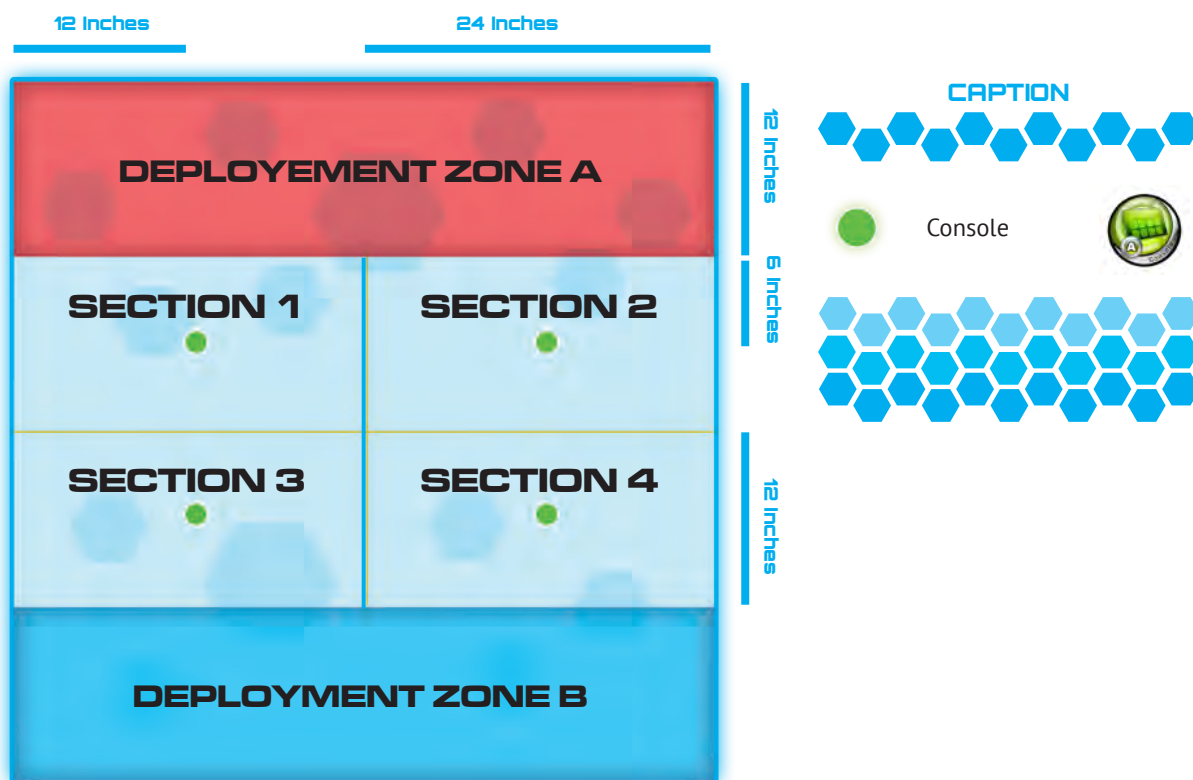 12 Inches
24 Inches
DEPLOYEMENT ZONE A
SECTION 1
SECTION 2
SECTION 3
SECTION 4
DEPLOYMENT ZONE B
12 Inches
6 Inches
12 Inches
CAPTION
Console
A